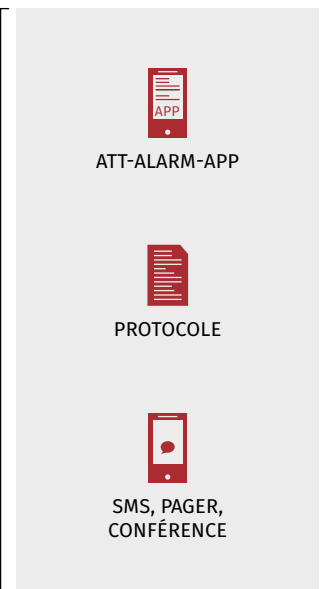 APP
ATT-ALARM-APP
PROTOCOLE
SMS, PAGER,
CONFÉRENCE